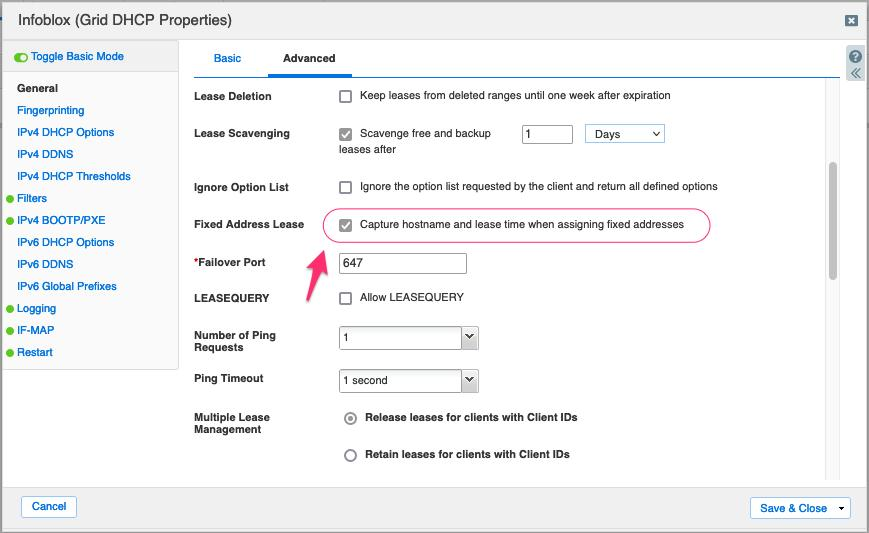 Infoblox (Grid DHCP Properties)
Toggle Basic Mode
General
Fingerprinting
IPv4 DHCP Options
IPv4 DDNS
IPv4 DHCP Thresholds
Filters
IPv4 BOOTP/PXE
IPv6 DHCP Options
IPv6 DDNS
IPv6 Global Prefixes
Logging
IF-MAP
Restart
Basic Advanced
Lease Deletion Keep leases from deleted ranges until one week after expiration
Lease Scavenging Scavenge free and backup 1 Days
leases after
Ignore Option List Ignore the option list requested by the client and return all defined options
Fixed Address Lease Capture hostname and lease time when assigning fixed addresses
*Failover Port 647
LEASEQUERY Allow LEASEQUERY
Number of Ping 1
Requests
Ping Timeout 1 second
Multiple Lease Release leases for clients with Client IDs
Management
Retain leases for clients with Client IDs
Cancel Save & Close